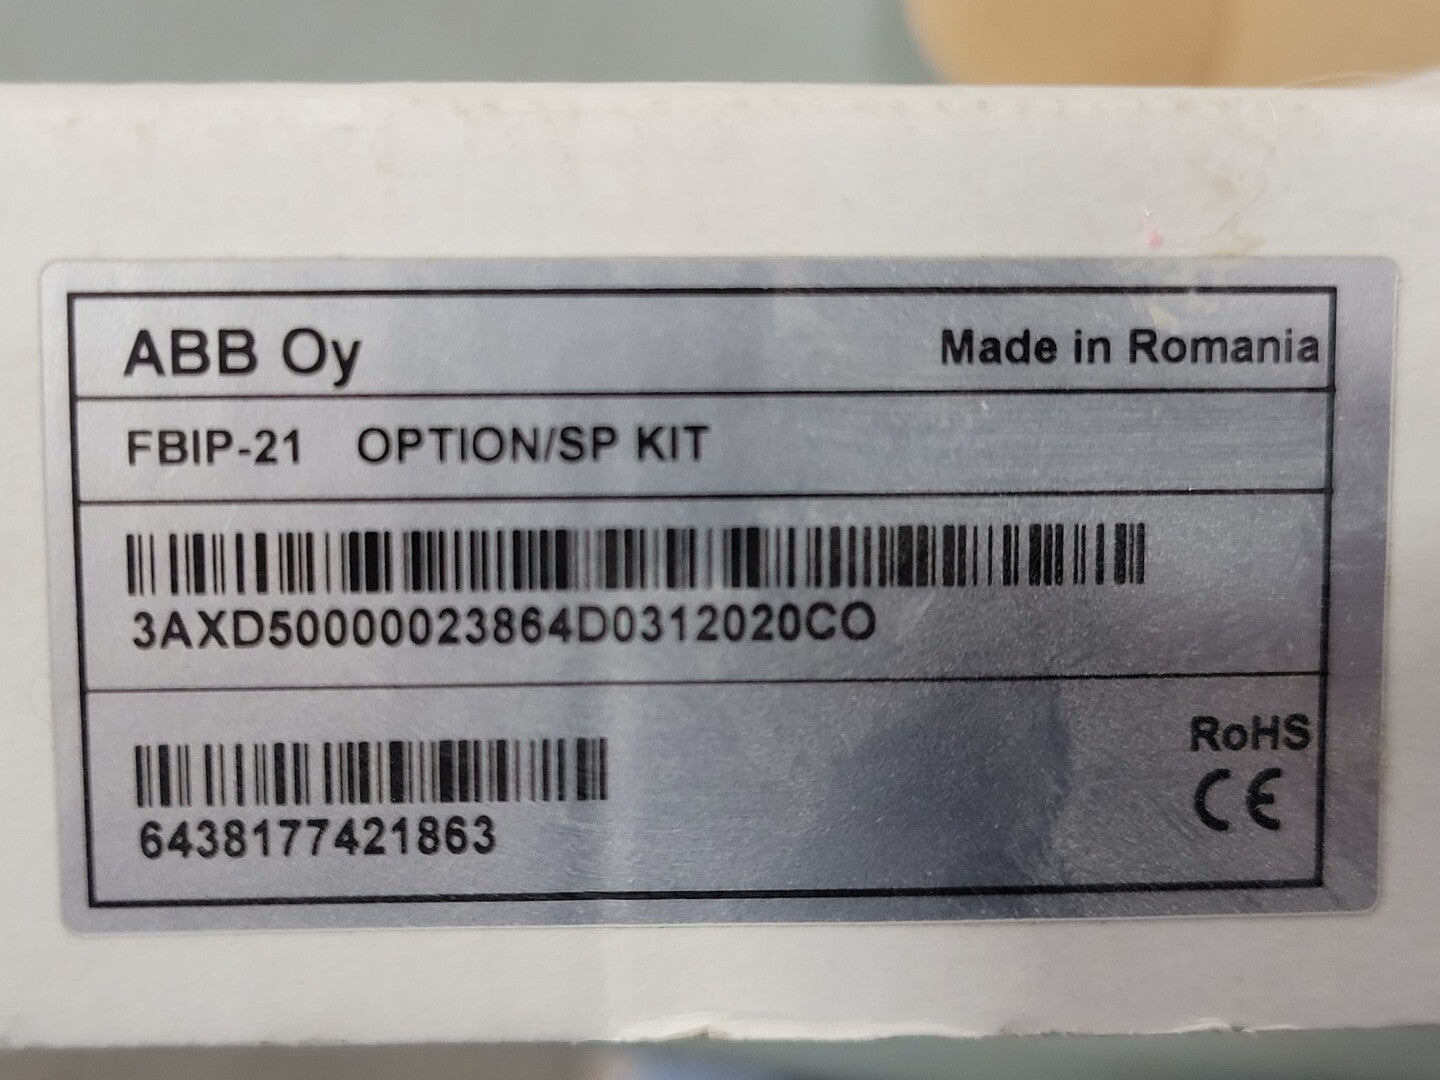 ABB Oy
Made in Romania
FBIP-21 OPTION/SP KIT
3AXD50000023864D0312020CO
6438177421863
RoHS
CE